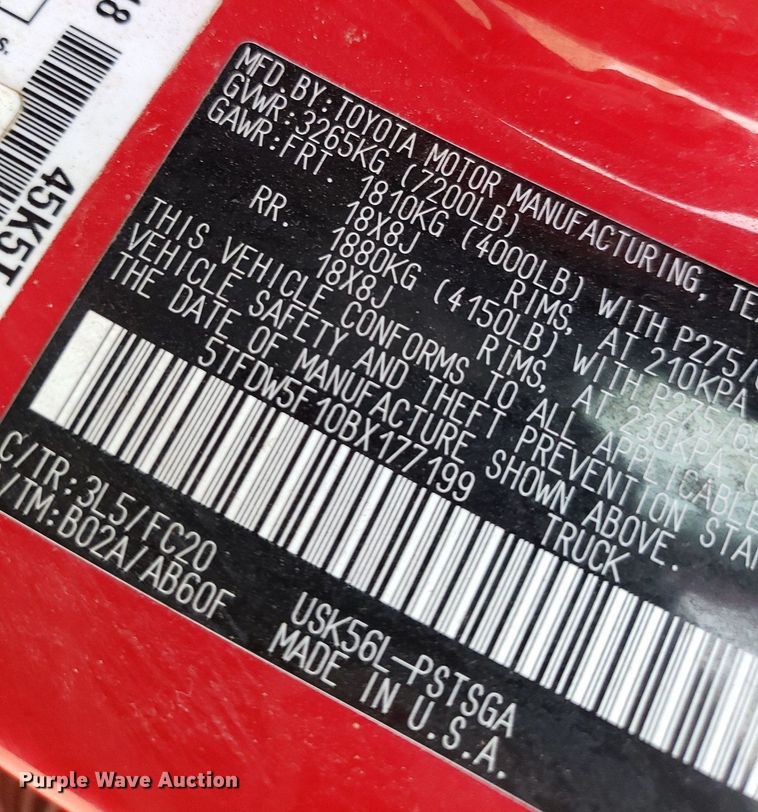 18
S.
45K5T
MFD.BY:TOYOTA MOTOR MANUFACTURING,
GVWR:3265KG (7200LB)
GAWR:FRT. 1810KG (4000LB) WITH P275/
18X8J RIMS, AT 210KPA
RR. 1880KG (4150LB) WITH P275/65
18X8J RIMS, AT 230KPA
THIS VEHICLE CONFORMS TO ALL APPLICABLE
VEHICLE SAFETY AND THEFT PREVENTION
THE DATE OF MANUFACTURE SHOWN ABOVE.
5TFDW5F10BX177199 TRUCK
C/TR:3L5/FC20
/TM:B02A/AB60F
USK56L-PSTSGA
MADE IN U.S.A.
Purple Wave Auction